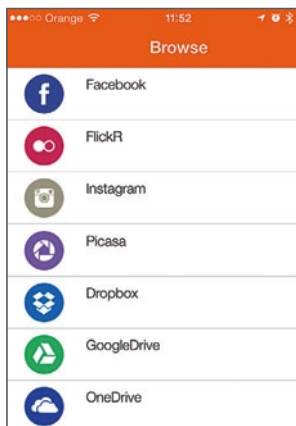 Orange 11:52
Browse
Facebook
FlickR
Instagram
Picasa
Dropbox
GoogleDrive
OneDrive